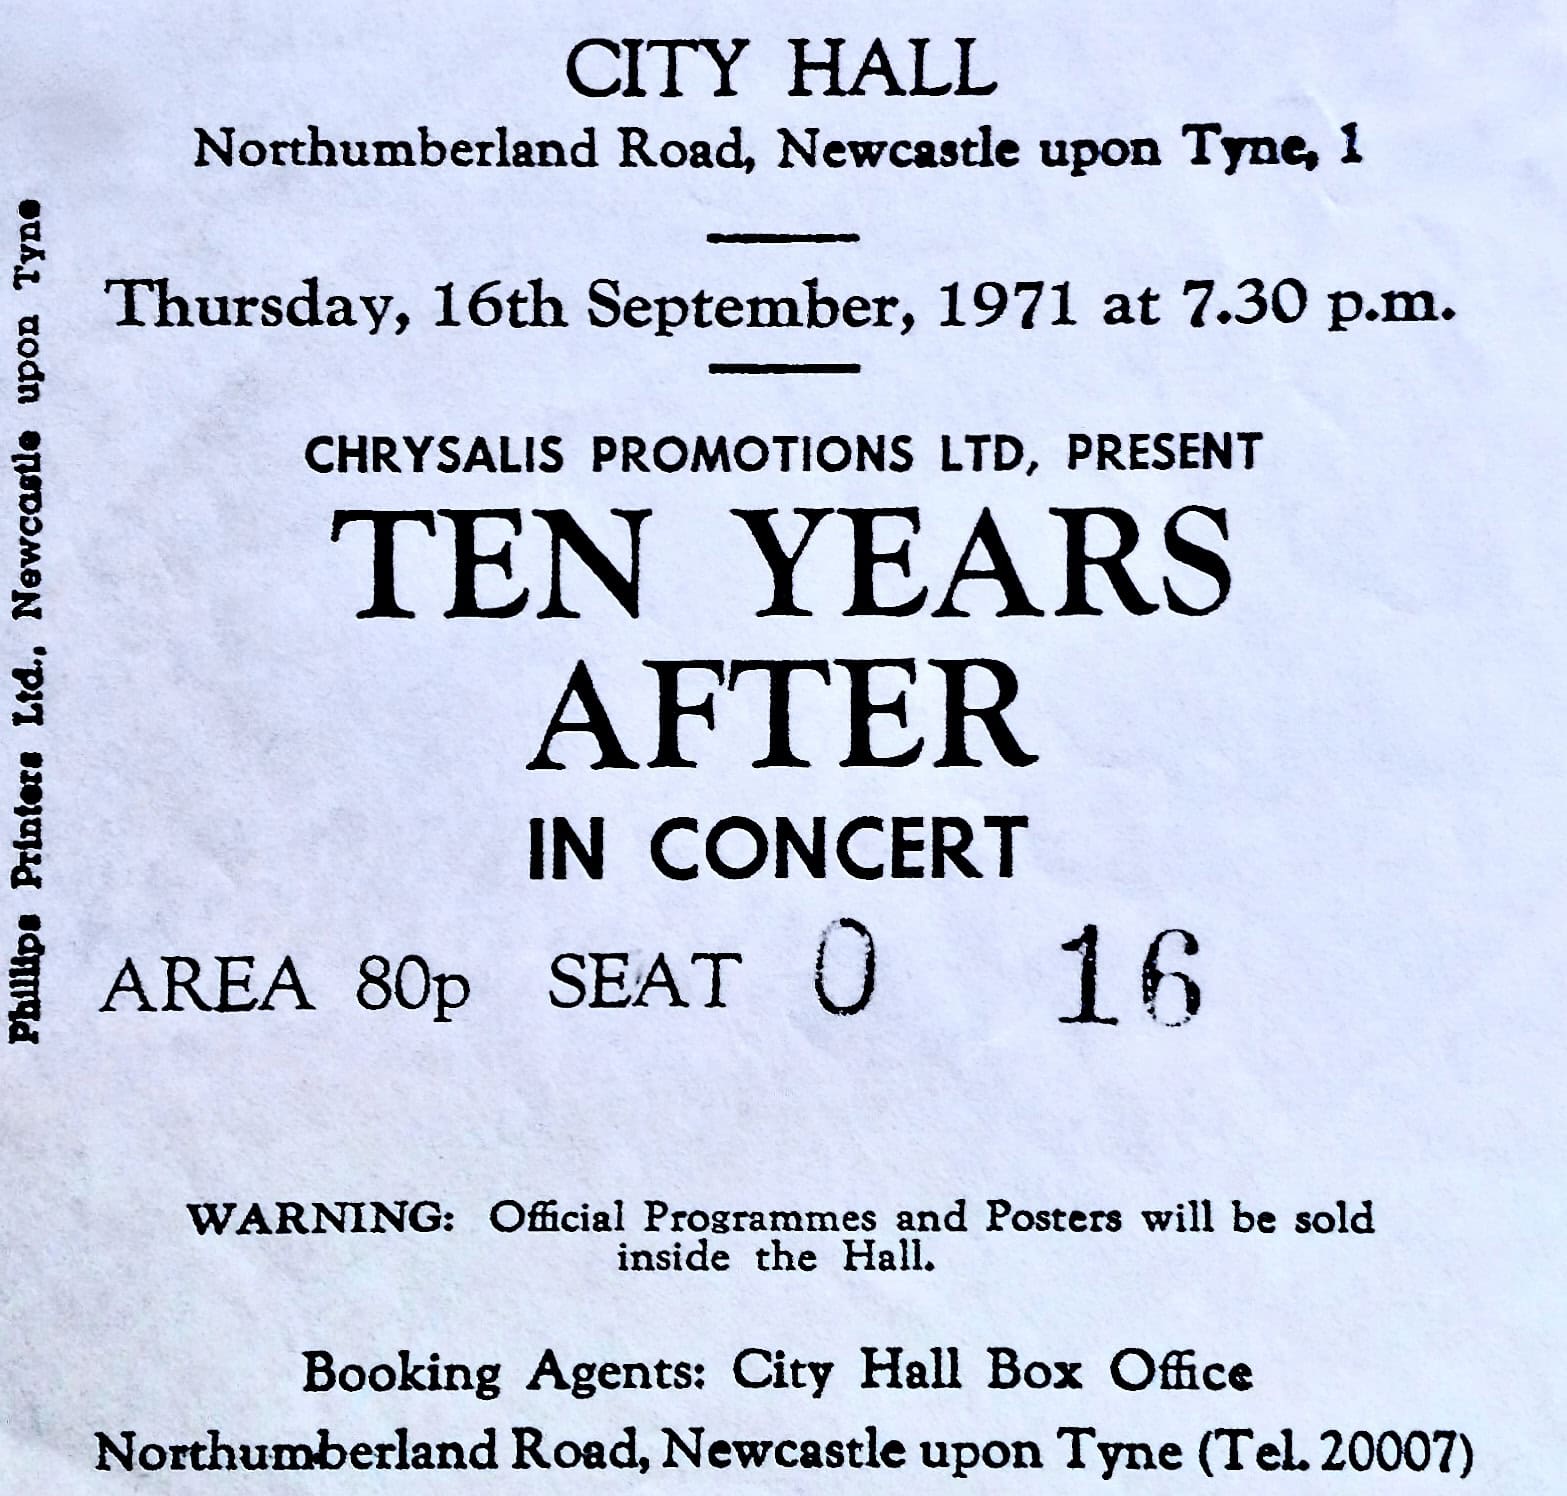 CITY HALL
Northumberland Road, Newcastle upon Tyne, 1
Thursday, 16th September, 1971 at 7.30 p.m.
CHRYSALIS PROMOTIONS LTD, PRESENT
TEN YEARS
AFTER
IN CONCERT
AREA 80p SEAT O 16
WARNING: Official Programmes and Posters will be sold
inside the Hall.
Booking Agents: City Hall Box Office
Northumberland Road, Newcastle upon Tyne (Tel. 20007)
Phillips Printers Ltd., Newcastle upon Tyne